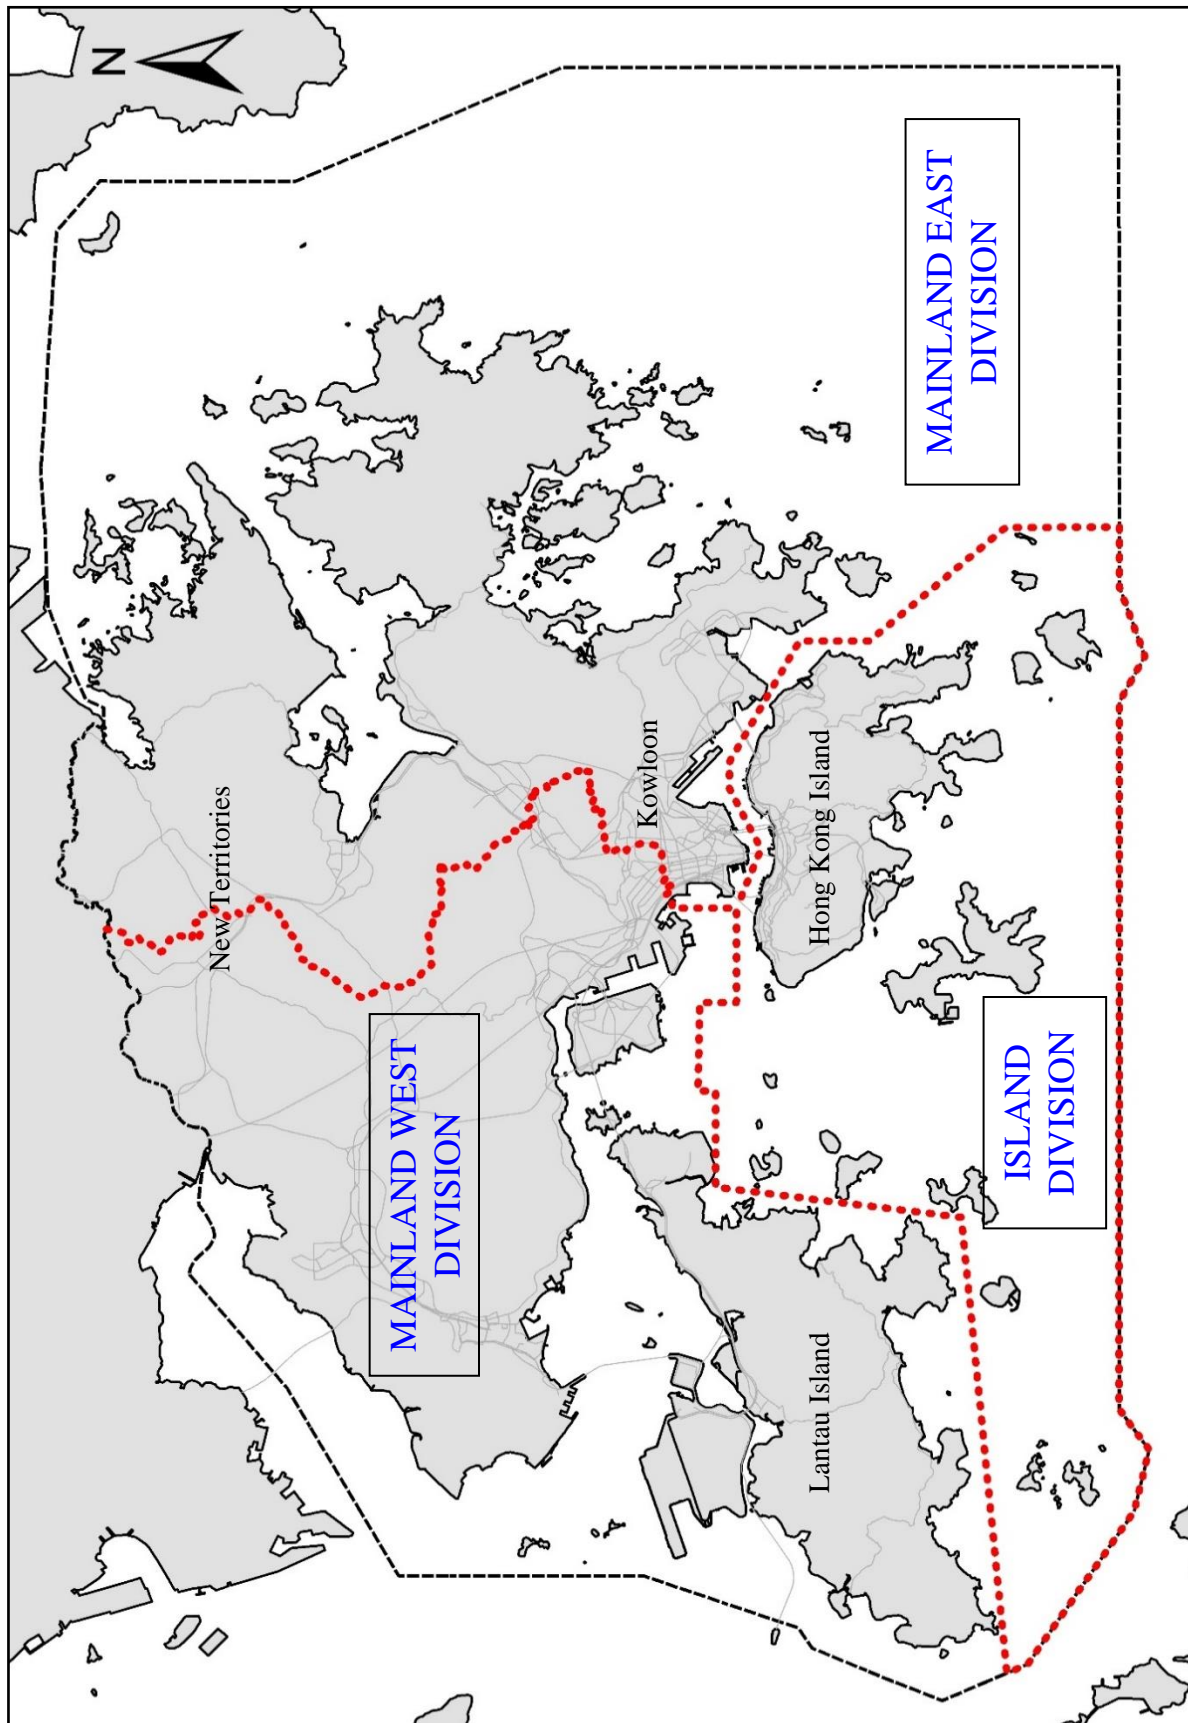 N
New Territories
MAINLAND WEST
DIVISION
Kowloon
MAINLAND EAST
DIVISION
Hong Kong Island
Lantau Island
ISLAND
DIVISION